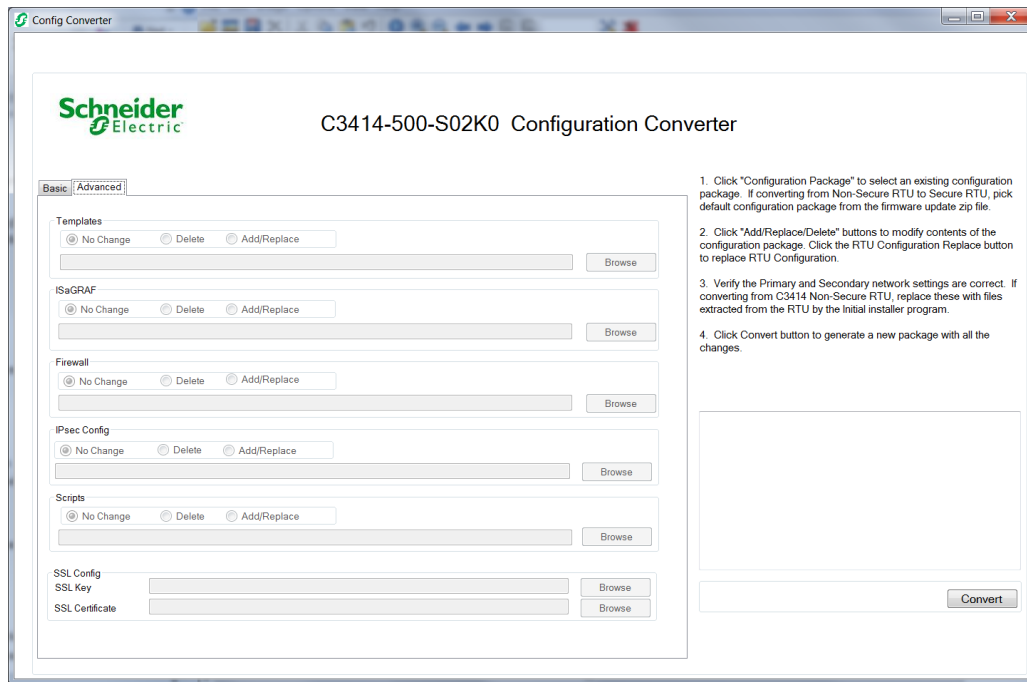 Config Converter
Schneider
Electric
C3414-500-S02K0 Configuration Converter
Basic Advanced
Templates
No Change Delete Add/Replace
Browse
ISaGRAF
No Change Delete Add/Replace
Browse
Firewall
No Change Delete Add/Replace
Browse
IPsec Config
No Change Delete Add/Replace
Browse
Scripts
No Change Delete Add/Replace
Browse
SSL Config
SSL Key Browse
SSL Certificate Browse
1. Click "Configuration Package" to select an existing configuration
package. If converting from Non-Secure RTU to Secure RTU, pick
default configuration package from the firmware update zip file.
2. Click "Add/Replace/Delete" buttons to modify contents of the
configuration package. Click the RTU Configuration Replace button
to replace RTU Configuration.
3. Verify the Primary and Secondary network settings are correct. If
converting from C3414 Non-Secure RTU, replace these with files
extracted from the RTU by the Initial installer program.
4. Click Convert button to generate a new package with all the
changes.
Convert